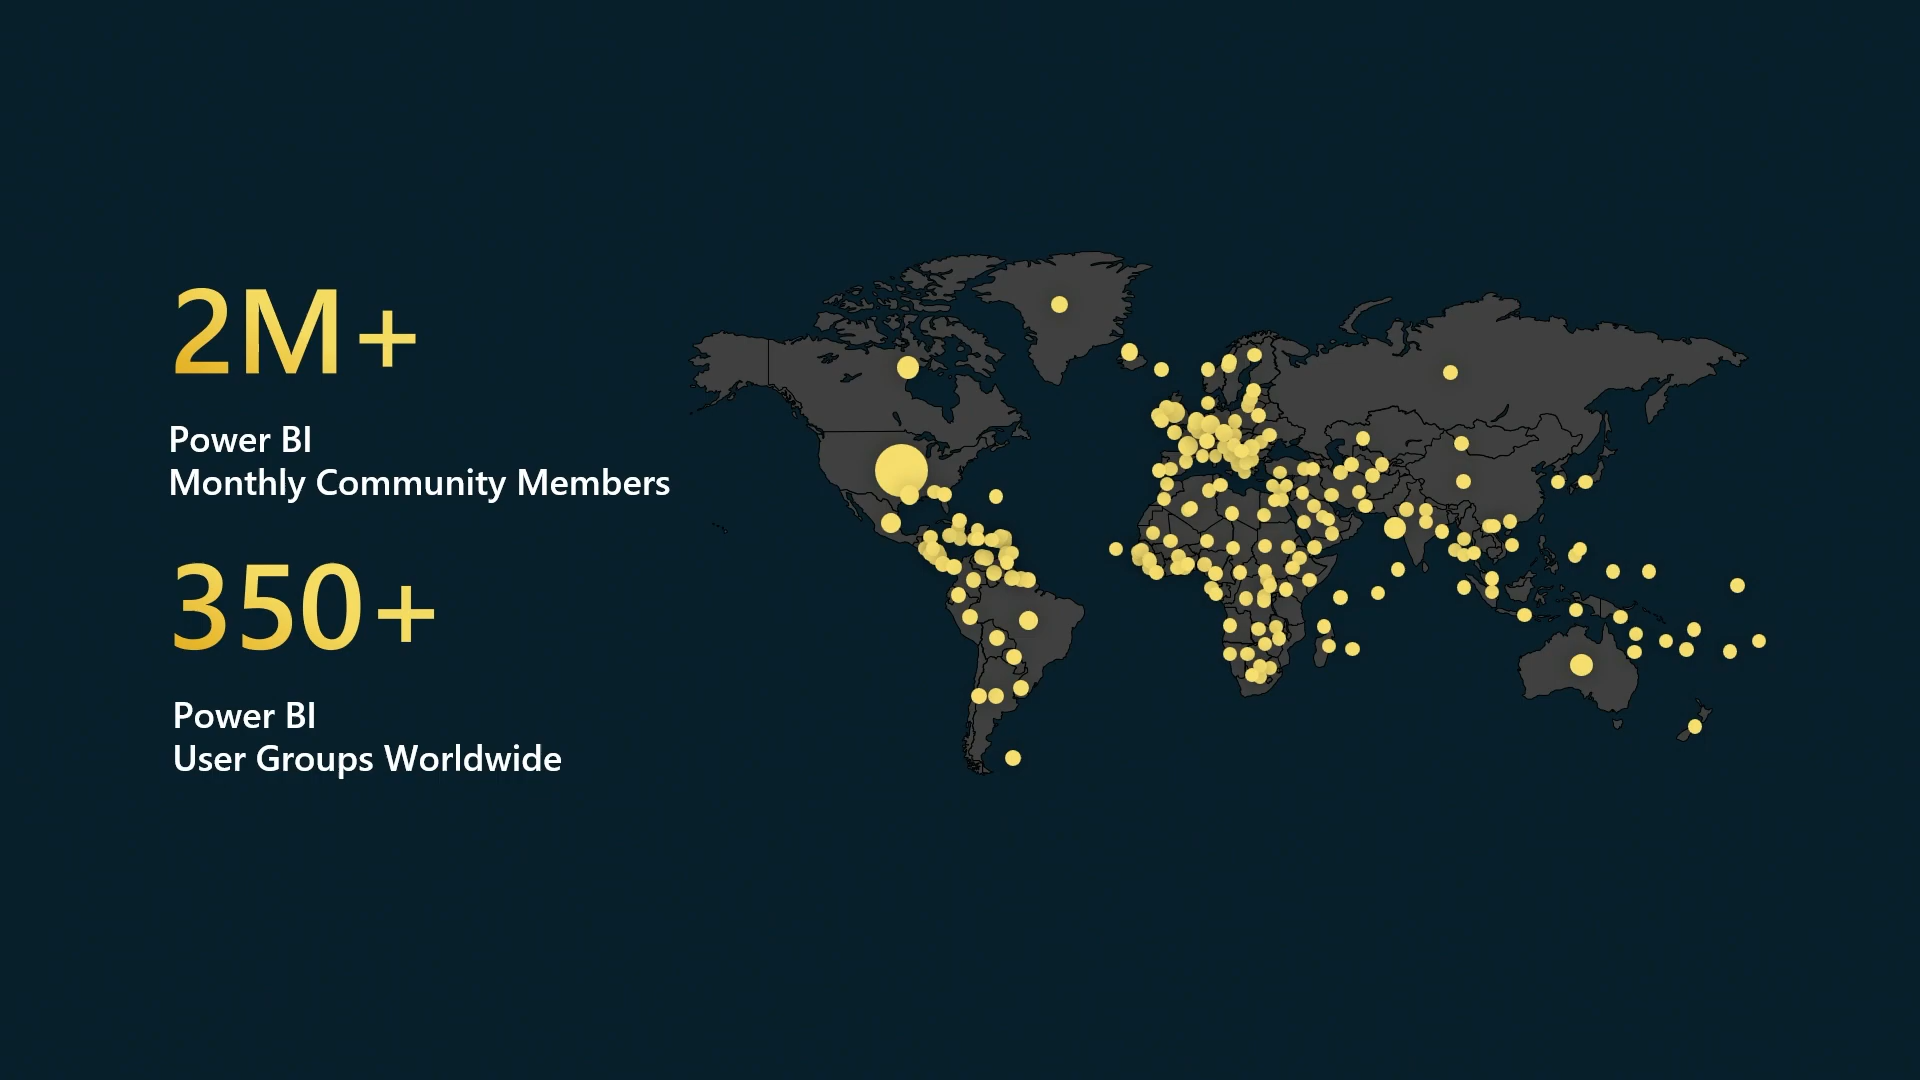 2M+
Power BI
Monthly Community Members
350+
Power BI
User Groups Worldwide